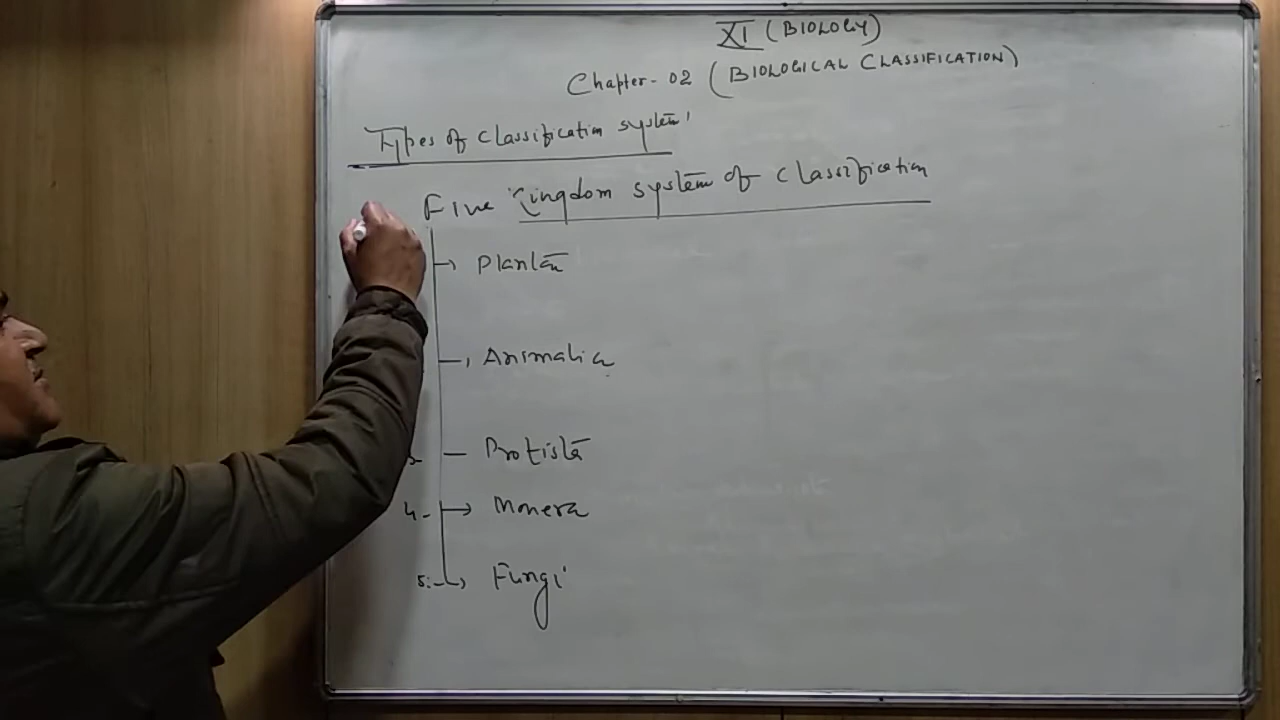 XI (BIOLOGY)
Chapter-02 (BIOLOGICAL CLASSIFICATION)
Types of classification system
Five Kingdom system of classification
→ Plantae
→ Animalia
3- — Protista
4- → Monera
5. → Fungi